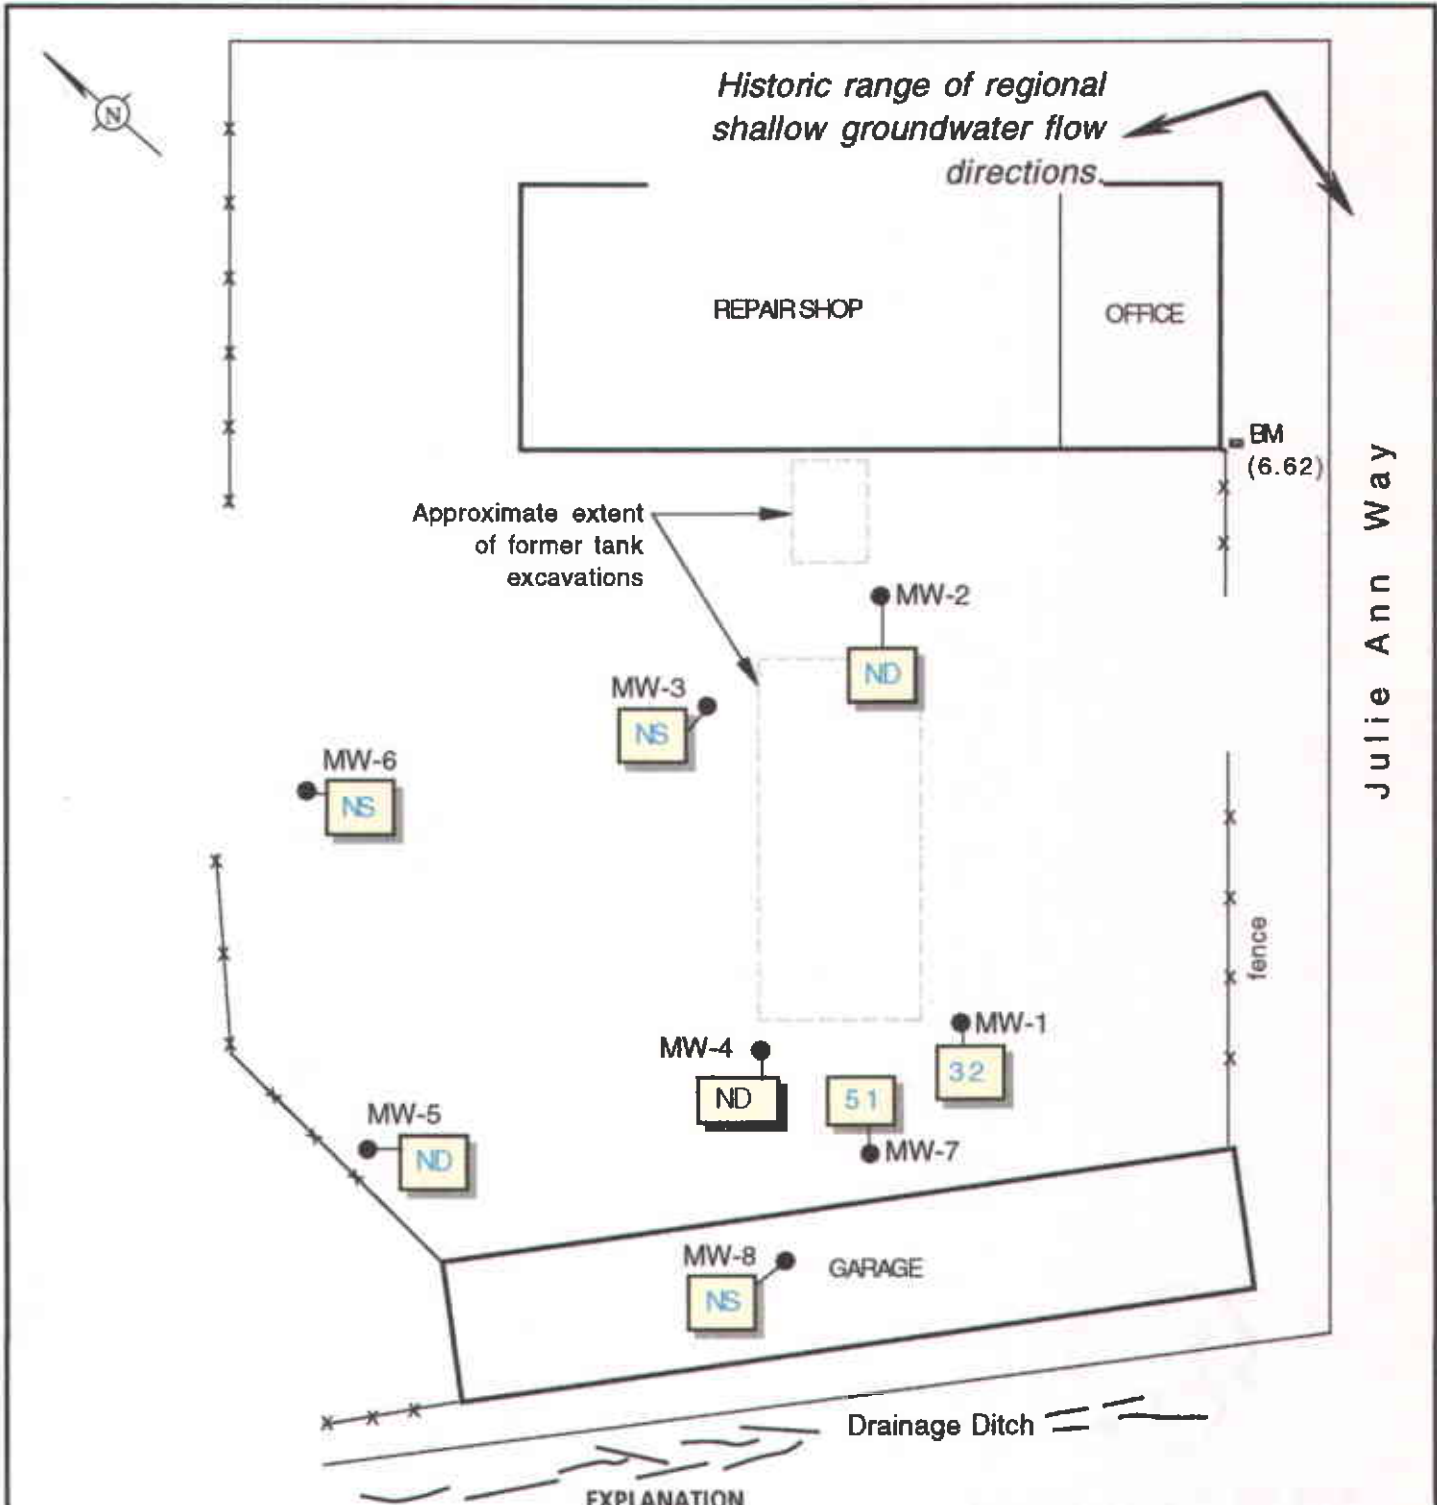 N
Historic range of regional
shallow groundwater flow
directions.
REPAIR SHOP
OFFICE
BM
(6.62)
Julie Ann Way
Approximate extent
of former tank
excavations
MW-2
ND
MW-3
NS
MW-6
NS
fence
MW-1
32
MW-4
ND
51
MW-7
MW-5
ND
MW-8
NS
GARAGE
Drainage Ditch
EXPLANATION